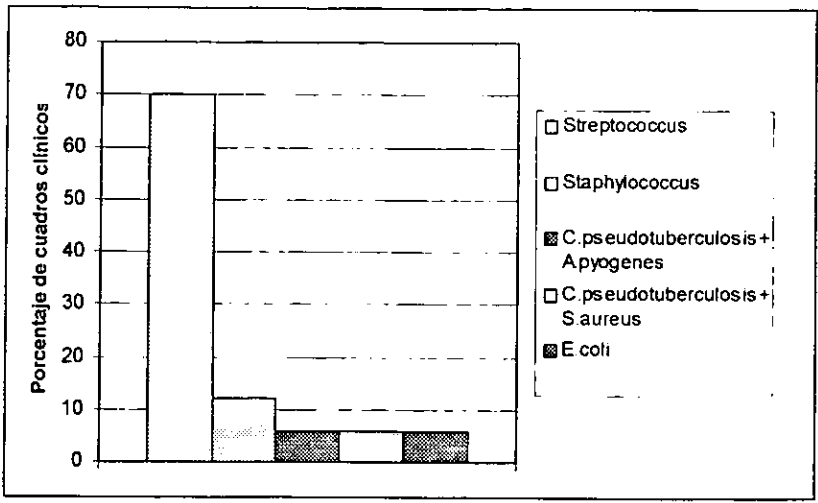 80
70
60
50
40
30
20
10
0
Porcentaje de cuadros clínicos
Streptococcus
Staphylococcus
C.pseudotuberculosis+
A.pyogenes
C.pseudotuberculosis+
S.aureus
E.coli